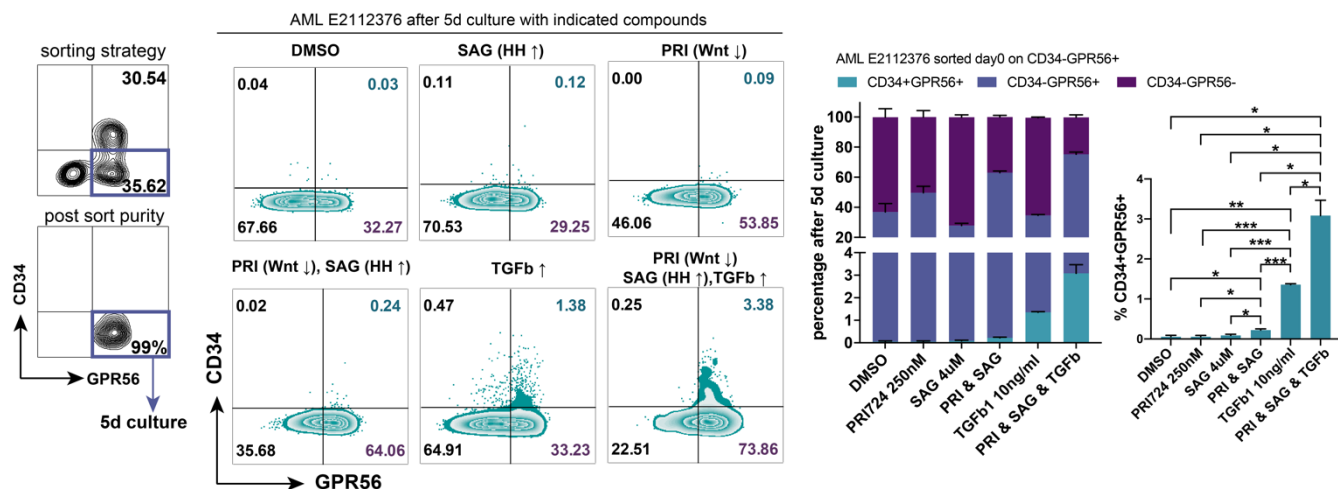 AML E2112376 after 5d culture with indicated compounds
sorting strategy
30.54
35.62
post sort purity
99%
CD34
GPR56
5d culture
DMSO
0.04
0.03
67.66
32.27
SAG (HH ↑)
0.11
0.12
70.53
29.25
PRI (Wnt ↓)
0.00
0.09
46.06
53.85
PRI (Wnt ↓), SAG (HH ↑)
0.02
0.24
35.68
64.06
TGFb ↑
0.47
1.38
64.91
33.23
PRI (Wnt ↓)
SAG (HH ↑),TGFb ↑
0.25
3.38
22.51
73.86
CD34
GPR56
AML E2112376 sorted day0 on CD34-GPR56+
CD34+GPR56+
CD34-GPR56+
CD34-GPR56-
percentage after 5d culture
100
80
60
40
20
4
3
2
1
0
DMSO
PRI724 250nM
SAG 4uM
PRI & SAG
TGFb1 10ng/ml
PRI & SAG & TGFb
% CD34+GPR56+
4
3
2
1
0
*
*
*
*
*
**
***
***
***
*
*
*
DMSO
PRI724 250nM
SAG 4uM
PRI & SAG
TGFb1 10ng/ml
PRI & SAG & TGFb